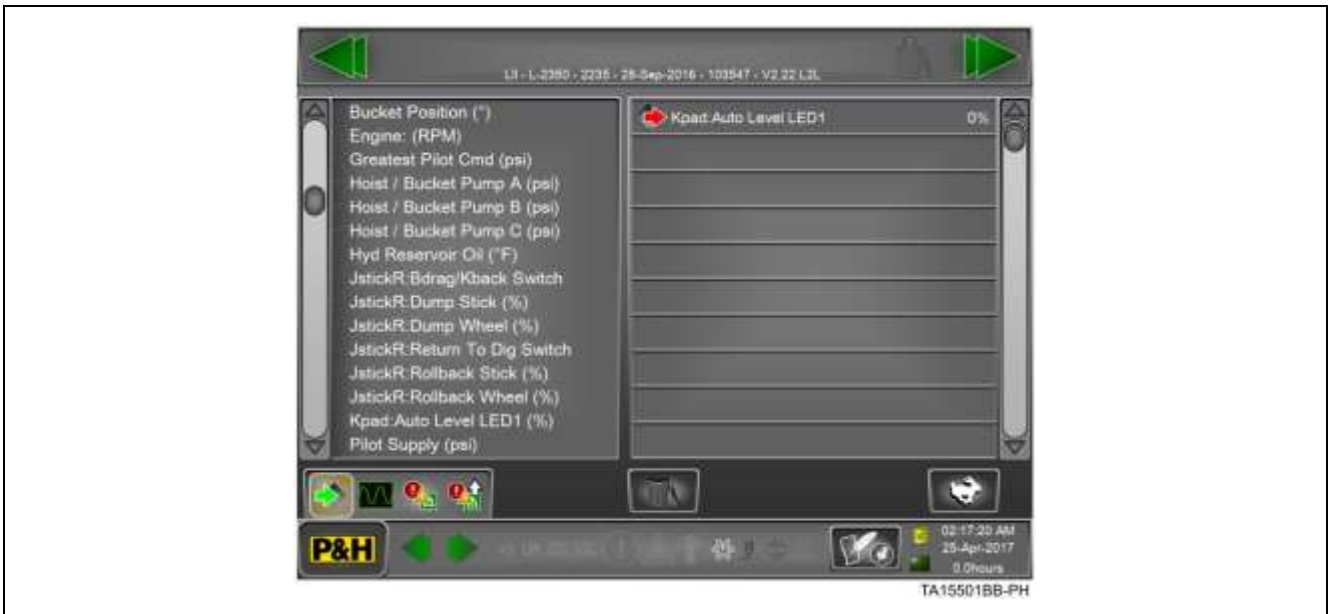 LII - L-2350 - 2235 - 26-Sep-2016 - 103547 - V2.22 L2L
Bucket Position (°)
Engine: (RPM)
Greatest Pilot Cmd (psi)
Hoist / Bucket Pump A (psi)
Hoist / Bucket Pump B (psi)
Hoist / Bucket Pump C (psi)
Hyd Reservoir Oil (°F)
JstickR:Bdrag/Kback Switch
JstickR:Dump Stick (%)
JstickR:Dump Wheel (%)
JstickR:Return To Dig Switch
JstickR:Rollback Stick (%)
JstickR:Rollback Wheel (%)
Kpad:Auto Level LED1 (%)
Pilot Supply (psi)
Kpad:Auto Level LED1 0%
P&H
02:17:20 AM
25-Apr-2017
0.0hours
TA15501BB-PH